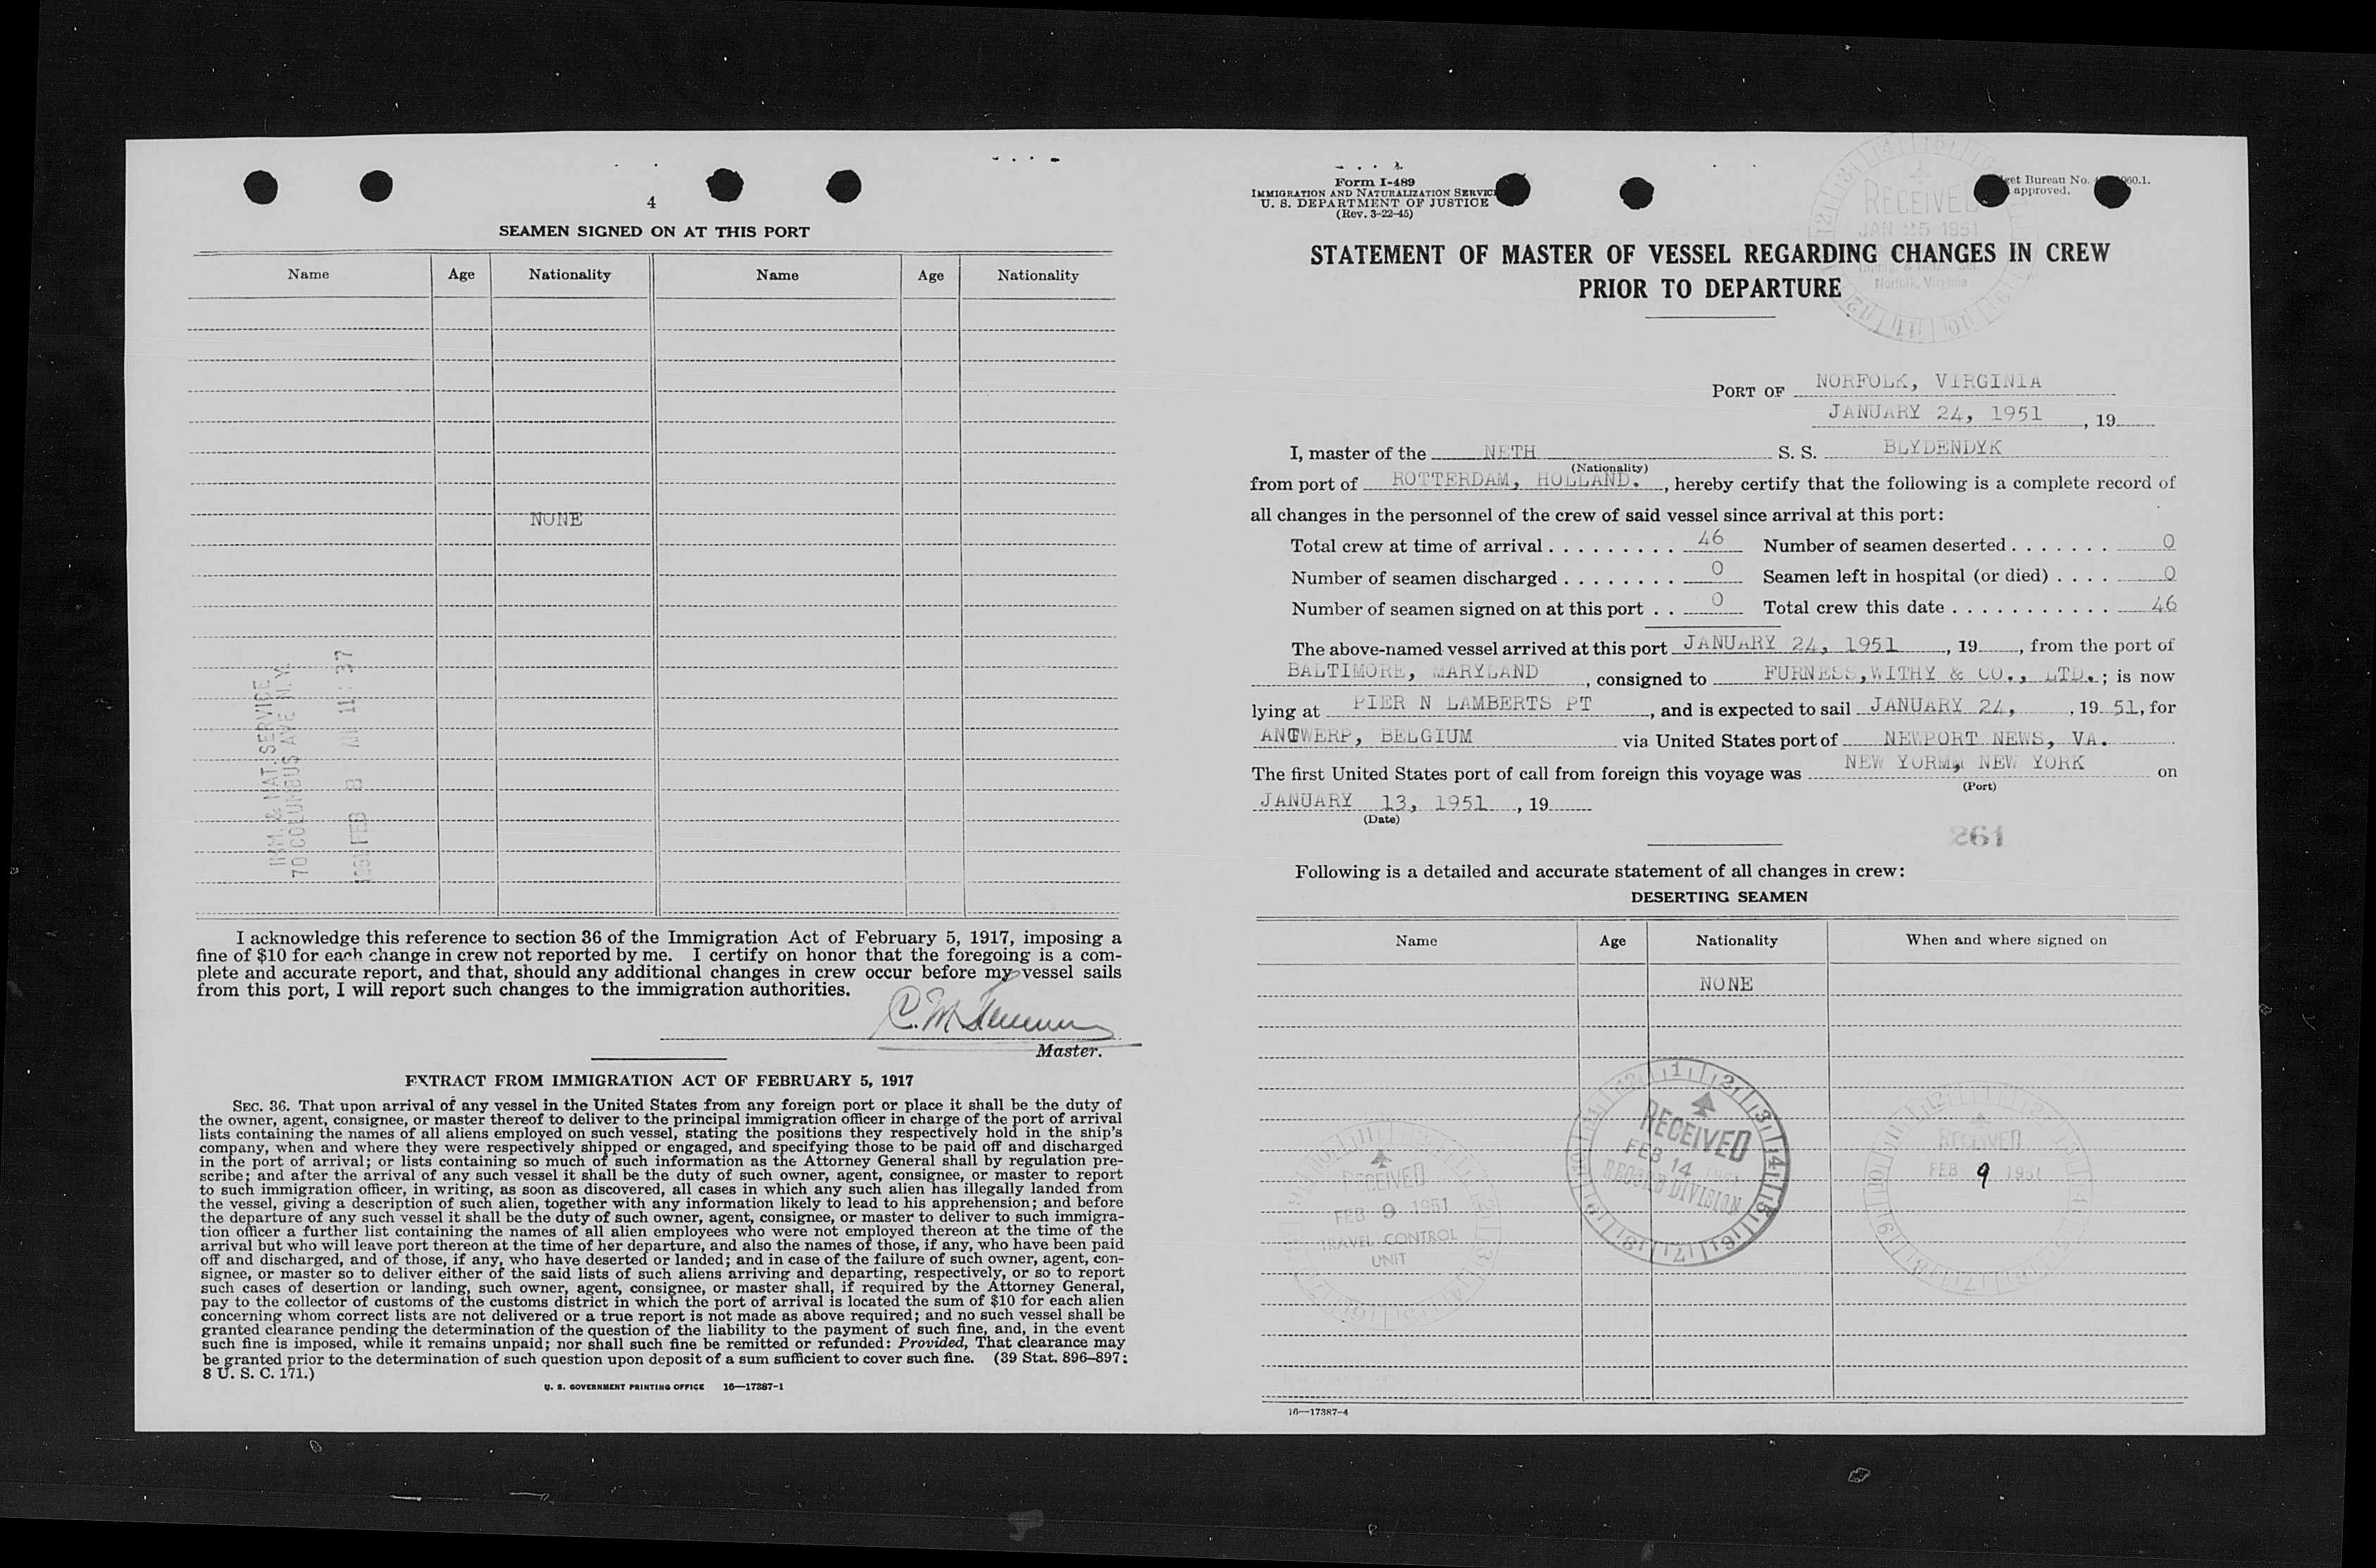 4
SEAMEN SIGNED ON AT THIS PORT
Name Age Nationality Name Age Nationality
NONE
IMM. & NAT. SERVICE
70 COLUMBUS AVE N.Y.
1951 FEB 8 AM 11:37
I acknowledge this reference to section 36 of the Immigration Act of February 5, 1917, imposing a
fine of $10 for each change in crew not reported by me. I certify on honor that the foregoing is a com-
plete and accurate report, and that, should any additional changes in crew occur before my vessel sails
from this port, I will report such changes to the immigration authorities.
C. M.
Master.
EXTRACT FROM IMMIGRATION ACT OF FEBRUARY 5, 1917
SEC. 36. That upon arrival of any vessel in the United States from any foreign port or place it shall be the duty of
the owner, agent, consignee, or master thereof to deliver to the principal immigration officer in charge of the port of arrival
lists containing the names of all aliens employed on such vessel, stating the positions they respectively hold in the ship's
company, when and where they were respectively shipped or engaged, and specifying those to be paid off and discharged
in the port of arrival; or lists containing so much of such information as the Attorney General shall by regulation pre-
scribe; and after the arrival of any such vessel it shall be the duty of such owner, agent, consignee, or master to report
to such immigration officer, in writing, as soon as discovered, all cases in which any such alien has illegally landed from
the vessel, giving a description of such alien, together with any information likely to lead to his apprehension; and before
the departure of any such vessel it shall be the duty of such owner, agent, consignee, or master to deliver to such immigra-
tion officer a further list containing the names of all alien employees who were not employed thereon at the time of the
arrival but who will leave port thereon at the time of her departure, and also the names of those, if any, who have been paid
off and discharged, and of those, if any, who have deserted or landed; and in case of the failure of such owner, agent, con-
signee, or master so to deliver either of the said lists of such aliens arriving and departing, respectively, or so to report
such cases of desertion or landing, such owner, agent, consignee, or master shall, if required by the Attorney General,
pay to the collector of customs of the customs district in which the port of arrival is located the sum of $10 for each alien
concerning whom correct lists are not delivered or a true report is not made as above required; and no such vessel shall be
granted clearance pending the determination of the question of the liability to the payment of such fine, and, in the event
such fine is imposed, while it remains unpaid; nor shall such fine be remitted or refunded: Provided, That clearance may
be granted prior to the determination of such question upon deposit of a sum sufficient to cover such fine. (39 Stat. 896–897;
8 U. S. C. 171.)
U. S. GOVERNMENT PRINTING OFFICE 16—17387-1
Form I-489
IMMIGRATION AND NATURALIZATION SERVICE
U. S. DEPARTMENT OF JUSTICE
(Rev. 3-22-45)
Bureau No. 060.1.
approved.
RECEIVED
JAN 25 1951
Norfolk, Virginia
STATEMENT OF MASTER OF VESSEL REGARDING CHANGES IN CREW
PRIOR TO DEPARTURE
PORT OF NORFOLK, VIRGINIA
JANUARY 24, 1951 , 19
I, master of the NETH S. S. BLYDENDYK
(Nationality)
from port of ROTTERDAM, HOLLAND. , hereby certify that the following is a complete record of
all changes in the personnel of the crew of said vessel since arrival at this port:
Total crew at time of arrival . . . . . . . . . 46 Number of seamen deserted . . . . . . . 0
Number of seamen discharged . . . . . . . . 0 Seamen left in hospital (or died) . . . . 0
Number of seamen signed on at this port . . 0 Total crew this date . . . . . . . . . . . 46
The above-named vessel arrived at this port JANUARY 24, 1951 , 19 , from the port of
BALTIMORE, MARYLAND , consigned to FURNESS,WITHY & CO., LTD. ; is now
lying at PIER N LAMBERTS PT , and is expected to sail JANUARY 24, , 19 51, for
ANTWERP, BELGIUM via United States port of NEWPORT NEWS, VA.
The first United States port of call from foreign this voyage was NEW YORM, NEW YORK on
(Port)
JANUARY 13, 1951 , 19
(Date)
261
Following is a detailed and accurate statement of all changes in crew:
DESERTING SEAMEN
Name Age Nationality When and where signed on
NONE
RECEIVED
FEB 9 1951
TRAVEL CONTROL
UNIT
RECEIVED
FEB 14 1951
RECORD DIVISION
RECEIVED
FEB 9 1951
16—17387-4